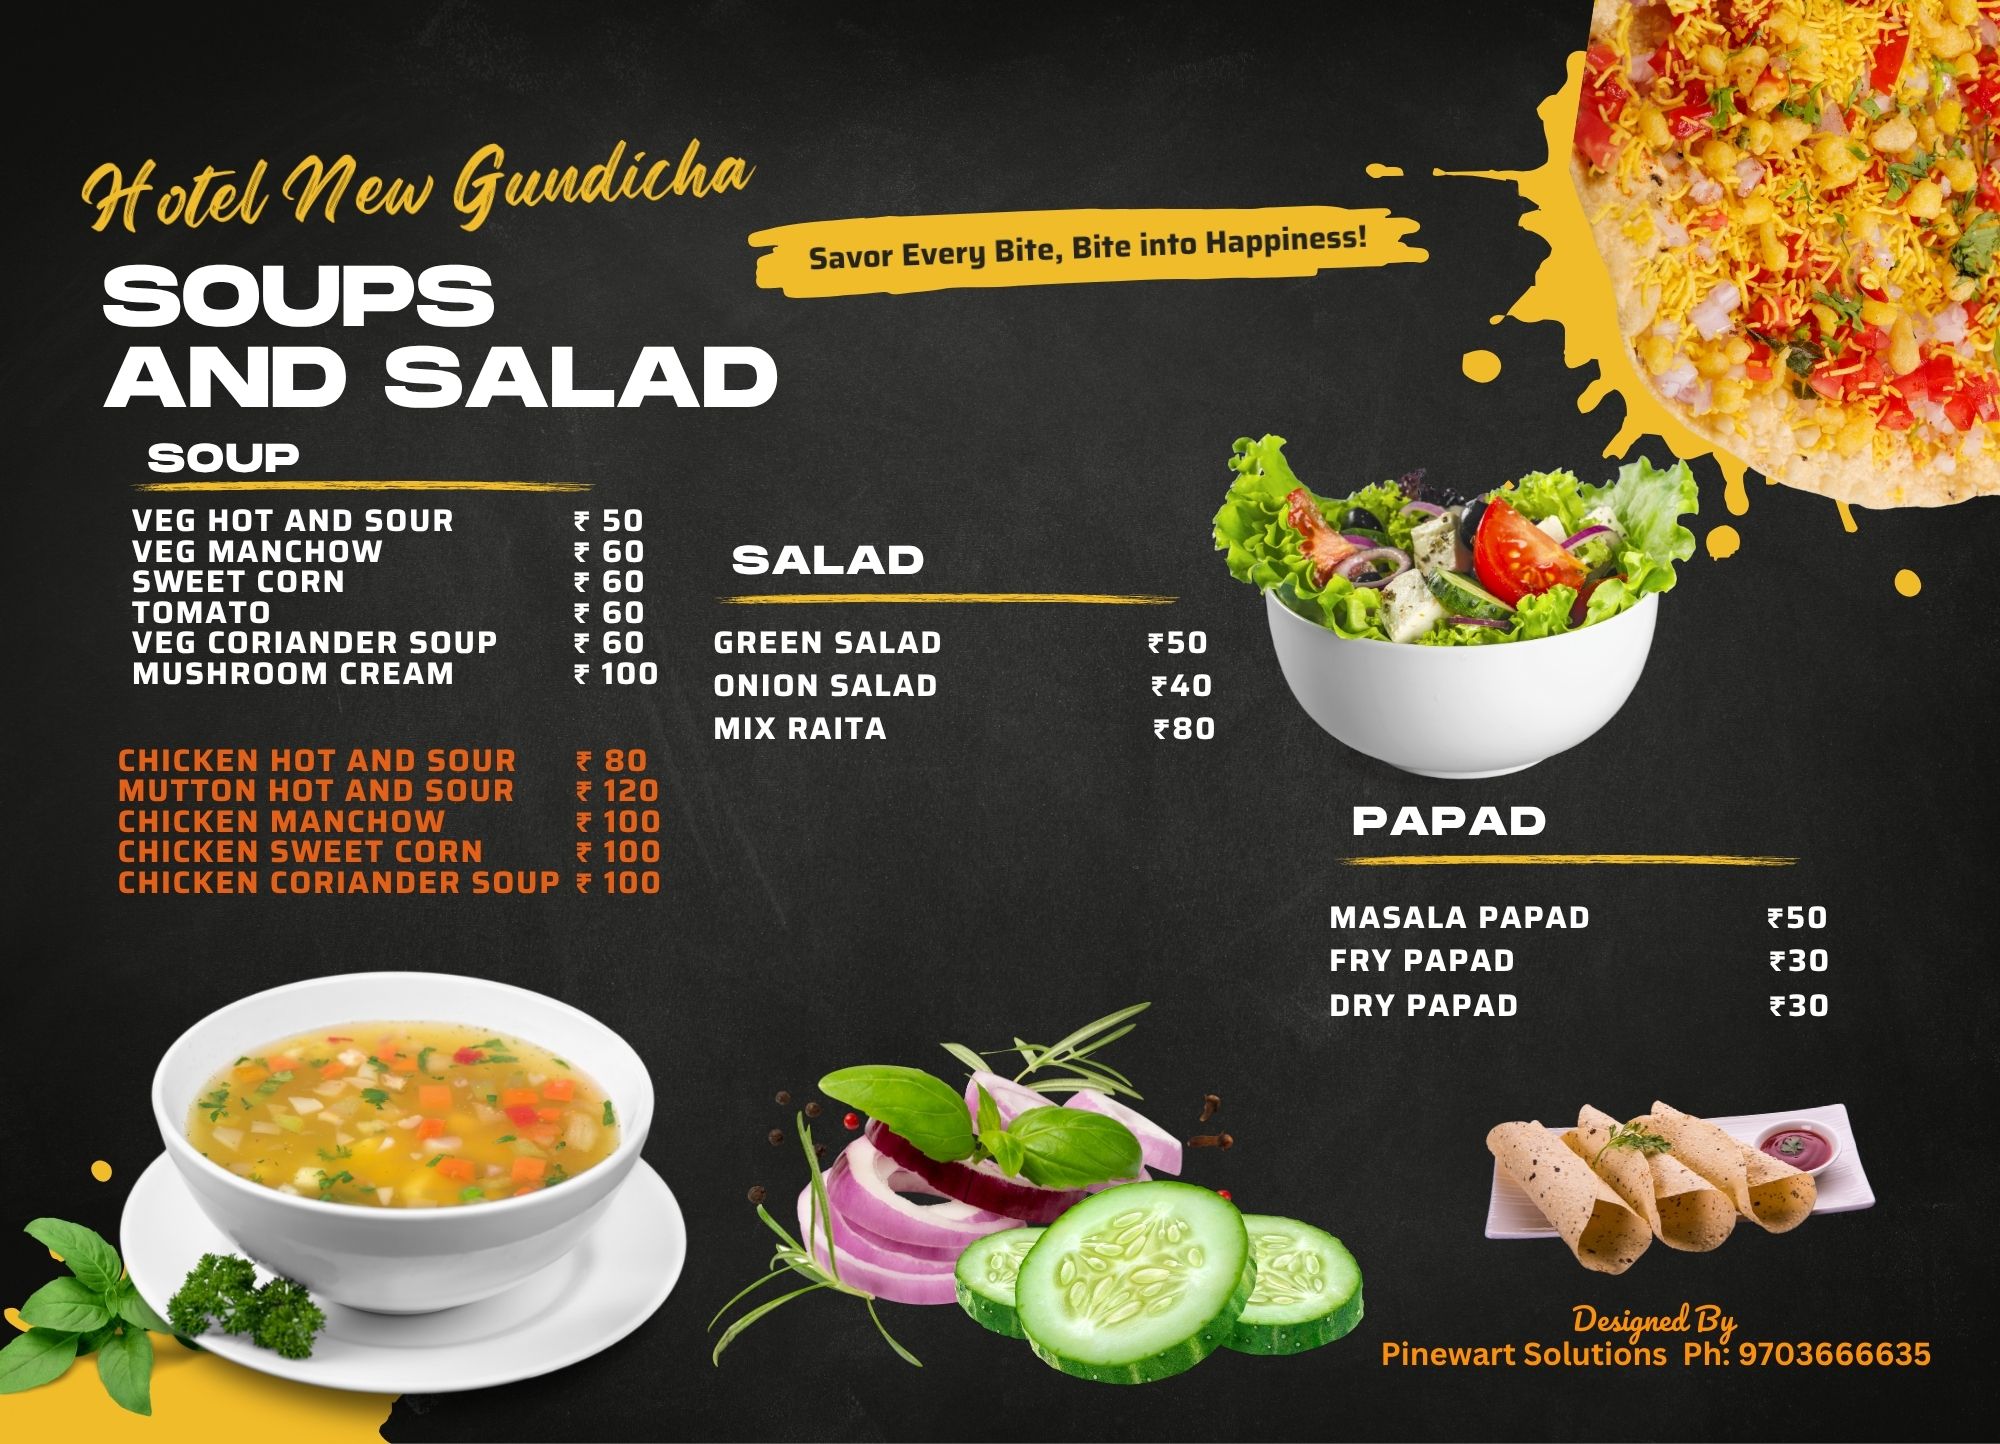 Hotel New Gundicha
Savor Every Bite, Bite into Happiness!
SOUPS
AND SALAD
SOUP
VEG HOT AND SOUR ₹ 50
VEG MANCHOW ₹ 60
SWEET CORN ₹ 60
TOMATO ₹ 60
VEG CORIANDER SOUP ₹ 60
MUSHROOM CREAM ₹ 100
CHICKEN HOT AND SOUR ₹ 80
MUTTON HOT AND SOUR ₹ 120
CHICKEN MANCHOW ₹ 100
CHICKEN SWEET CORN ₹ 100
CHICKEN CORIANDER SOUP ₹ 100
SALAD
GREEN SALAD ₹50
ONION SALAD ₹40
MIX RAITA ₹80
PAPAD
MASALA PAPAD ₹50
FRY PAPAD ₹30
DRY PAPAD ₹30
Designed By
Pinewart Solutions Ph: 9703666635